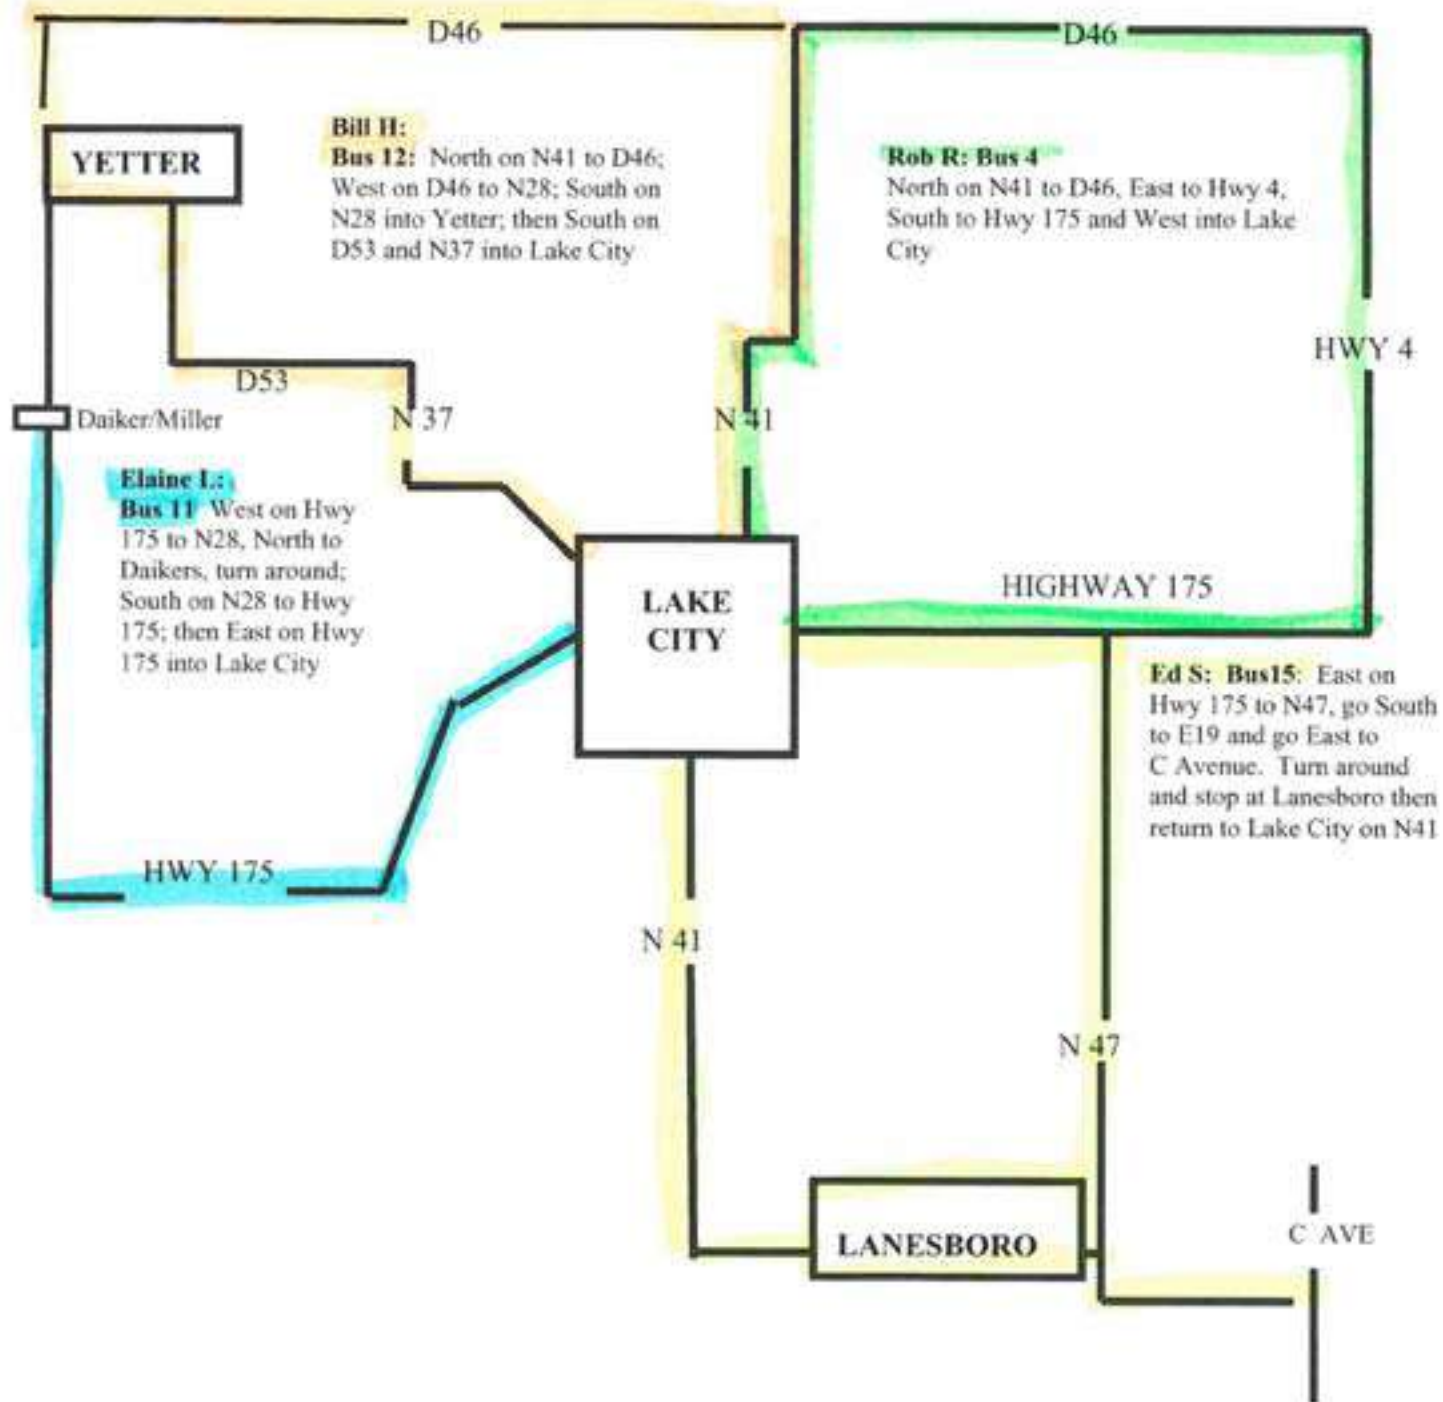 D46
D46
YETTER
Bill H:
Bus 12: North on N41 to D46;
West on D46 to N28; South on
N28 into Yetter; then South on
D53 and N37 into Lake City
Rob R: Bus 4
North on N41 to D46, East to Hwy 4,
South to Hwy 175 and West into Lake
City
HWY 4
D53
Daiker/Miller
N 37
N 41
Elaine L:
Bus 11 West on Hwy
175 to N28, North to
Daikers, turn around;
South on N28 to Hwy
175; then East on Hwy
175 into Lake City
LAKE
CITY
HIGHWAY 175
Ed S: Bus15: East on
Hwy 175 to N47, go South
to E19 and go East to
C Avenue. Turn around
and stop at Lanesboro then
return to Lake City on N41
HWY 175
N 41
N 47
LANESBORO
C AVE